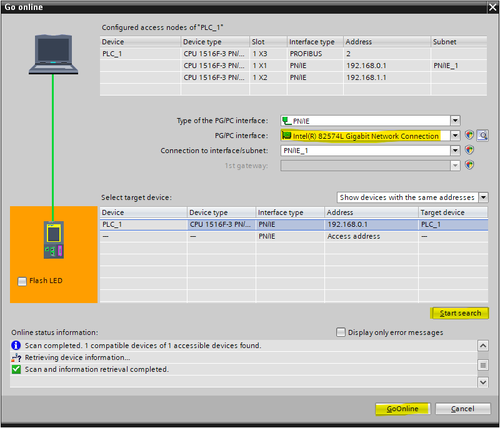 Go online
Configured access nodes of "PLC_1"
Device Device type Slot Interface type Address Subnet
PLC_1 CPU 1516F-3 PN/... 1 X3 PROFIBUS 2
CPU 1516F-3 PN/... 1 X1 PN/IE 192.168.0.1 PN/IE_1
CPU 1516F-3 PN/... 1 X2 PN/IE 192.168.1.1
Type of the PG/PC interface: PN/IE
PG/PC interface: Intel(R) 82574L Gigabit Network Connection
Connection to interface/subnet: PN/IE_1
1st gateway:
Select target device: Show devices with the same addresses
Device Device type Interface type Address Target device
PLC_1 CPU 1516F-3 PN/... PN/IE 192.168.0.1 PLC_1
— — PN/IE Access address —
Flash LED
Start search
Online status information: Display only error messages
Scan completed. 1 compatible devices of 1 accessible devices found.
Retrieving device information...
Scan and information retrieval completed.
GoOnline Cancel